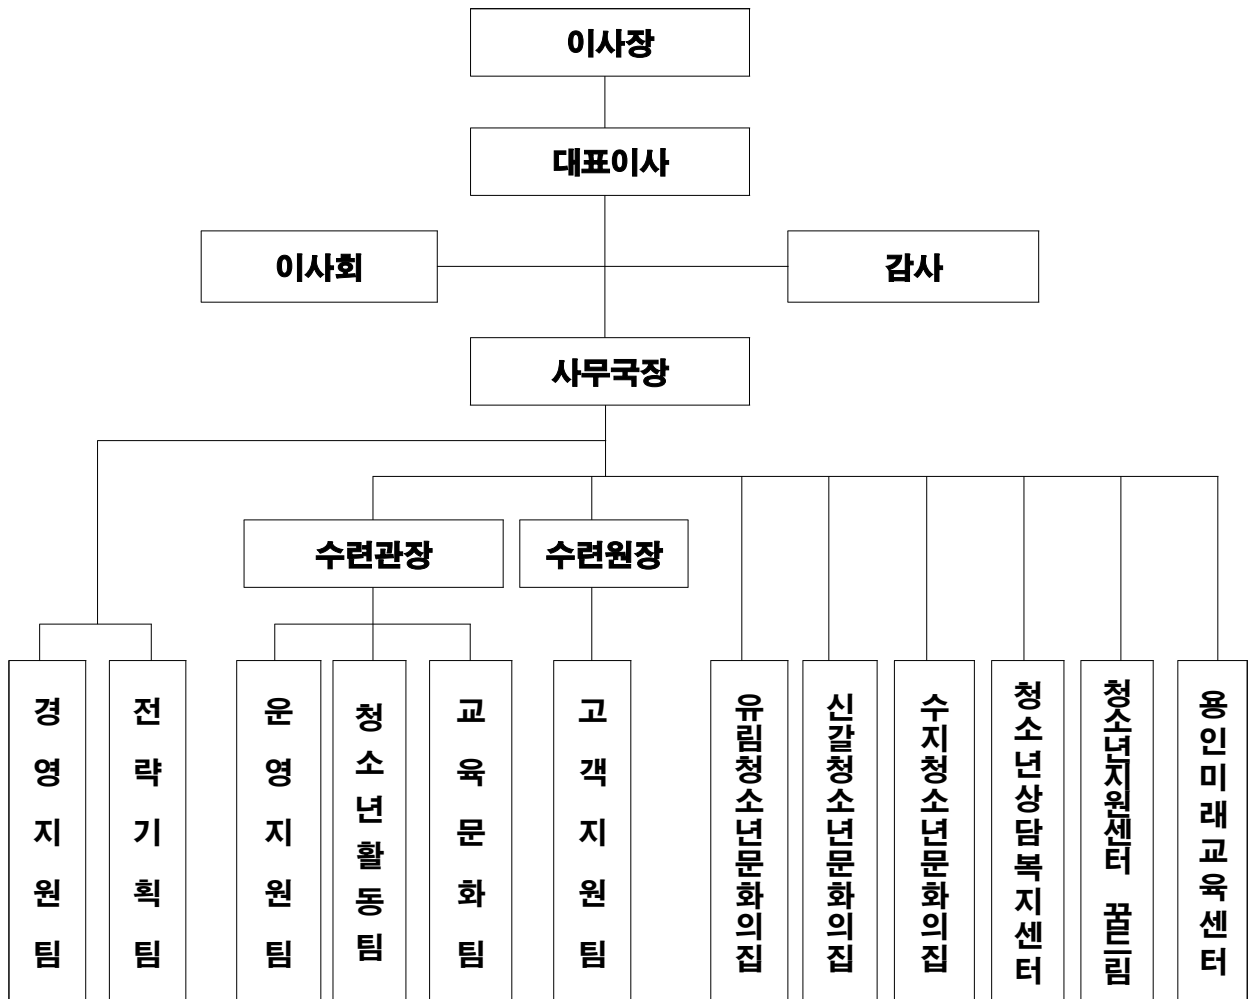 이사장
대표이사
이사회
감사
사무국장
수련관장
수련원장
경영지원팀
전략기획팀
운영지원팀
청소년활동팀
교육문화팀
고객지원팀
유림청소년문화의집
신갈청소년문화의집
수지청소년문화의집
청소년상담복지센터
청소년지원센터 꿈드림
용인미래교육센터